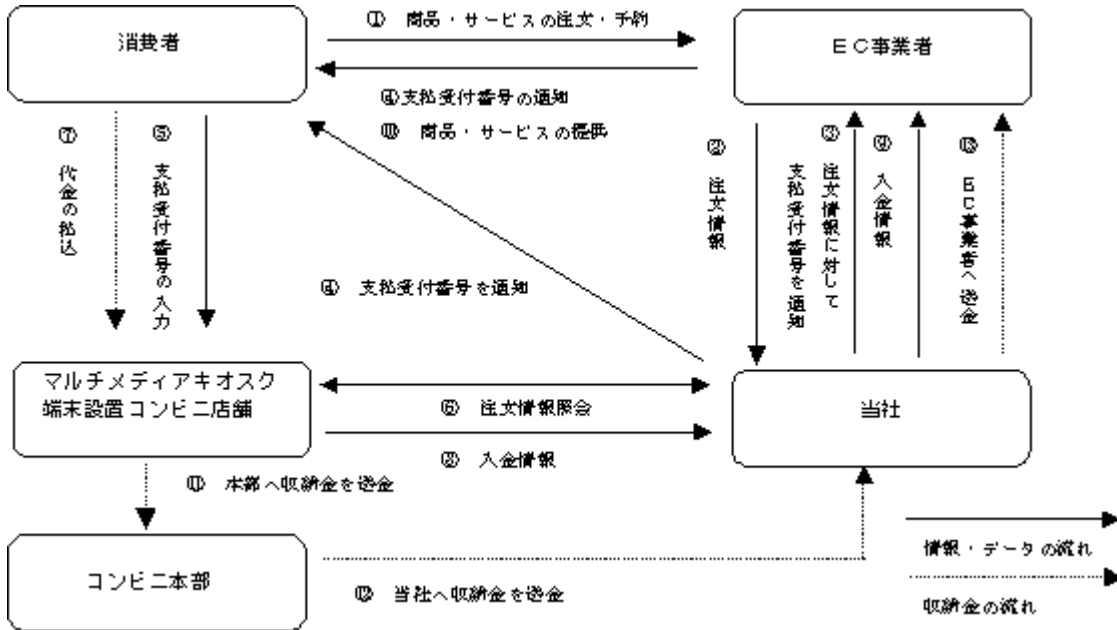 ① 商品・サービスの注文・予約
消費者
ＥＣ事業者
④支払受付番号の通知
⑩ 商品・サービスの提供
⑦ 代金の払込
⑤ 支払受付番号の入力
② 注文情報
③ 注文情報に対して
支払受付番号を通知
⑨ 入金情報
⑬ ＥＣ事業者へ送金
④ 支払受付番号を通知
マルチメディアキオスク
端末設置コンビニ店舗
当社
⑥ 注文情報照会
⑧ 入金情報
⑪ 本部へ収納金を送金
コンビニ本部
⑫ 当社へ収納金を送金
情報・データの流れ
収納金の流れ